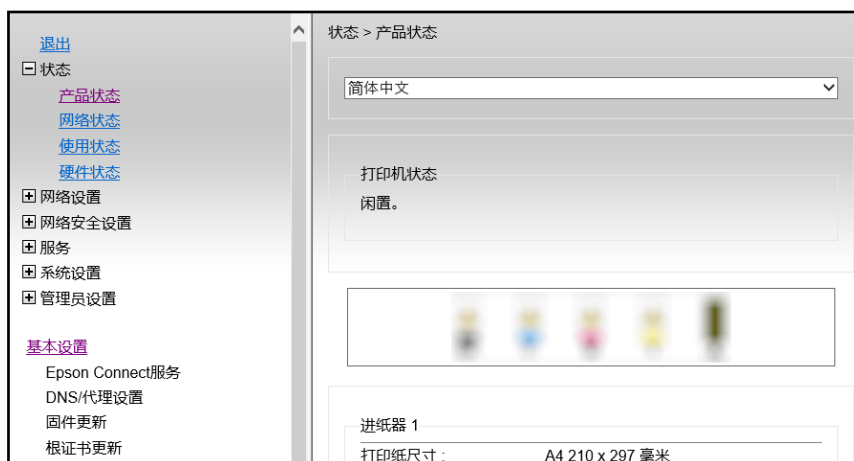 退出
状态
产品状态
网络状态
使用状态
硬件状态
网络设置
网络安全设置
服务
系统设置
管理员设置
基本设置
Epson Connect服务
DNS/代理设置
固件更新
根证书更新
状态 > 产品状态
简体中文
打印机状态
闲置。
进纸器 1
打印纸尺寸 : A4 210 x 297 毫米